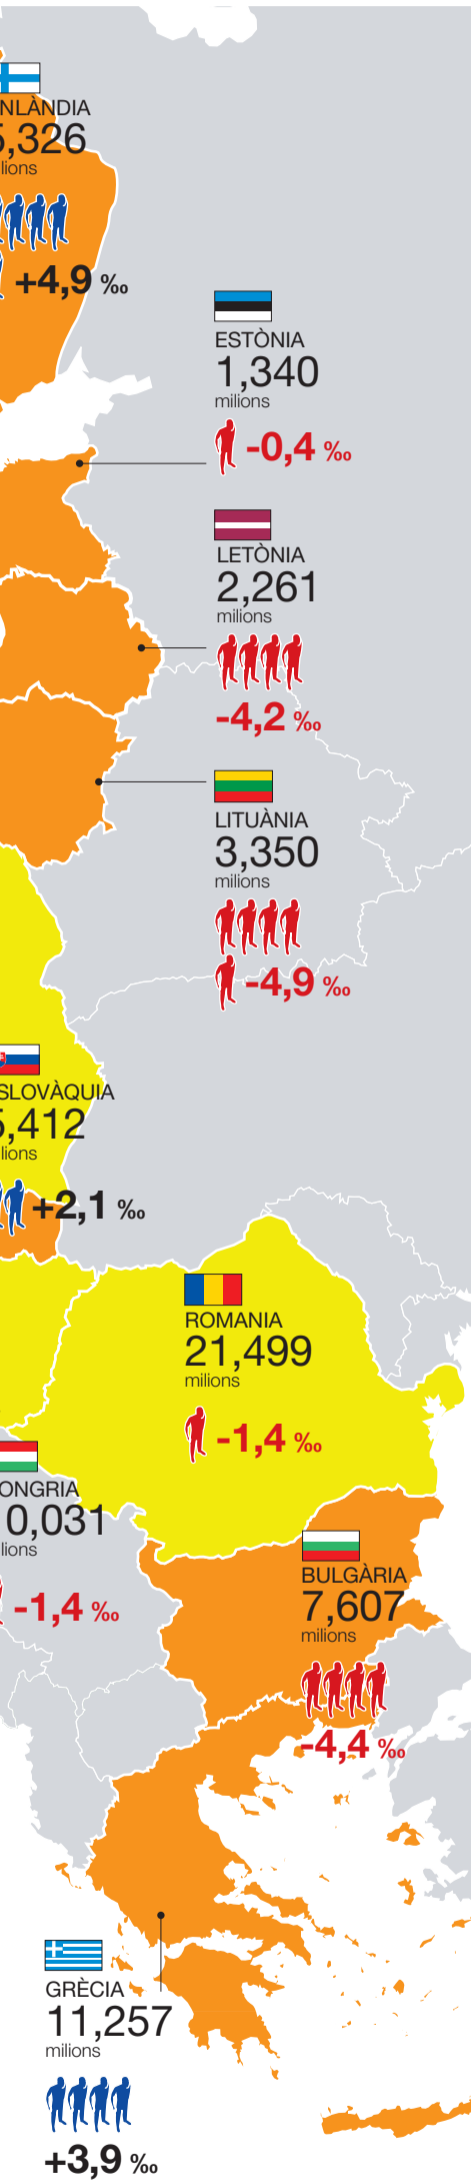 NLÀNDIA
5,326
lions
+4,9 ‰
ESTÒNIA
1,340
milions
-0,4 ‰
LETÒNIA
2,261
milions
-4,2 ‰
LITUÀNIA
3,350
milions
-4,9 ‰
SLOVÀQUIA
5,412
lions
+2,1 ‰
ROMANIA
21,499
milions
-1,4 ‰
ONGRIA
0,031
lions
-1,4 ‰
BULGÀRIA
7,607
milions
-4,4 ‰
GRÈCIA
11,257
milions
+3,9 ‰